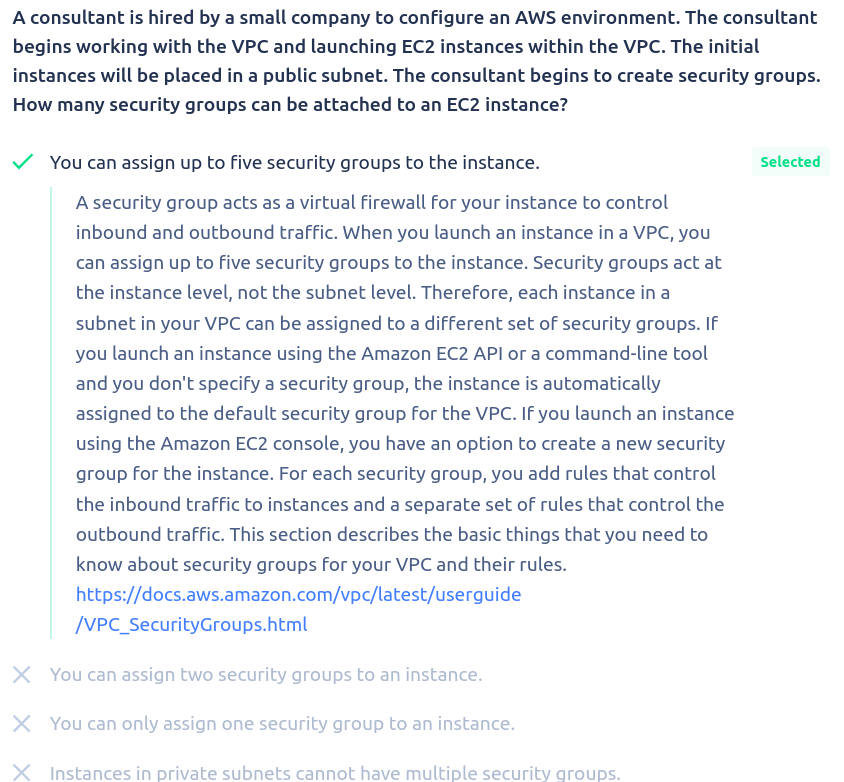 A consultant is hired by a small company to configure an AWS environment. The consultant
begins working with the VPC and launching EC2 instances within the VPC. The initial
instances will be placed in a public subnet. The consultant begins to create security groups.
How many security groups can be attached to an EC2 instance?
You can assign up to five security groups to the instance.
Selected
A security group acts as a virtual firewall for your instance to control
inbound and outbound traffic. When you launch an instance in a VPC, you
can assign up to five security groups to the instance. Security groups act at
the instance level, not the subnet level. Therefore, each instance in a
subnet in your VPC can be assigned to a different set of security groups. If
you launch an instance using the Amazon EC2 API or a command-line tool
and you don't specify a security group, the instance is automatically
assigned to the default security group for the VPC. If you launch an instance
using the Amazon EC2 console, you have an option to create a new security
group for the instance. For each security group, you add rules that control
the inbound traffic to instances and a separate set of rules that control the
outbound traffic. This section describes the basic things that you need to
know about security groups for your VPC and their rules.
https://docs.aws.amazon.com/vpc/latest/userguide
/VPC_SecurityGroups.html
You can assign two security groups to an instance.
You can only assign one security group to an instance.
Instances in private subnets cannot have multiple security groups.